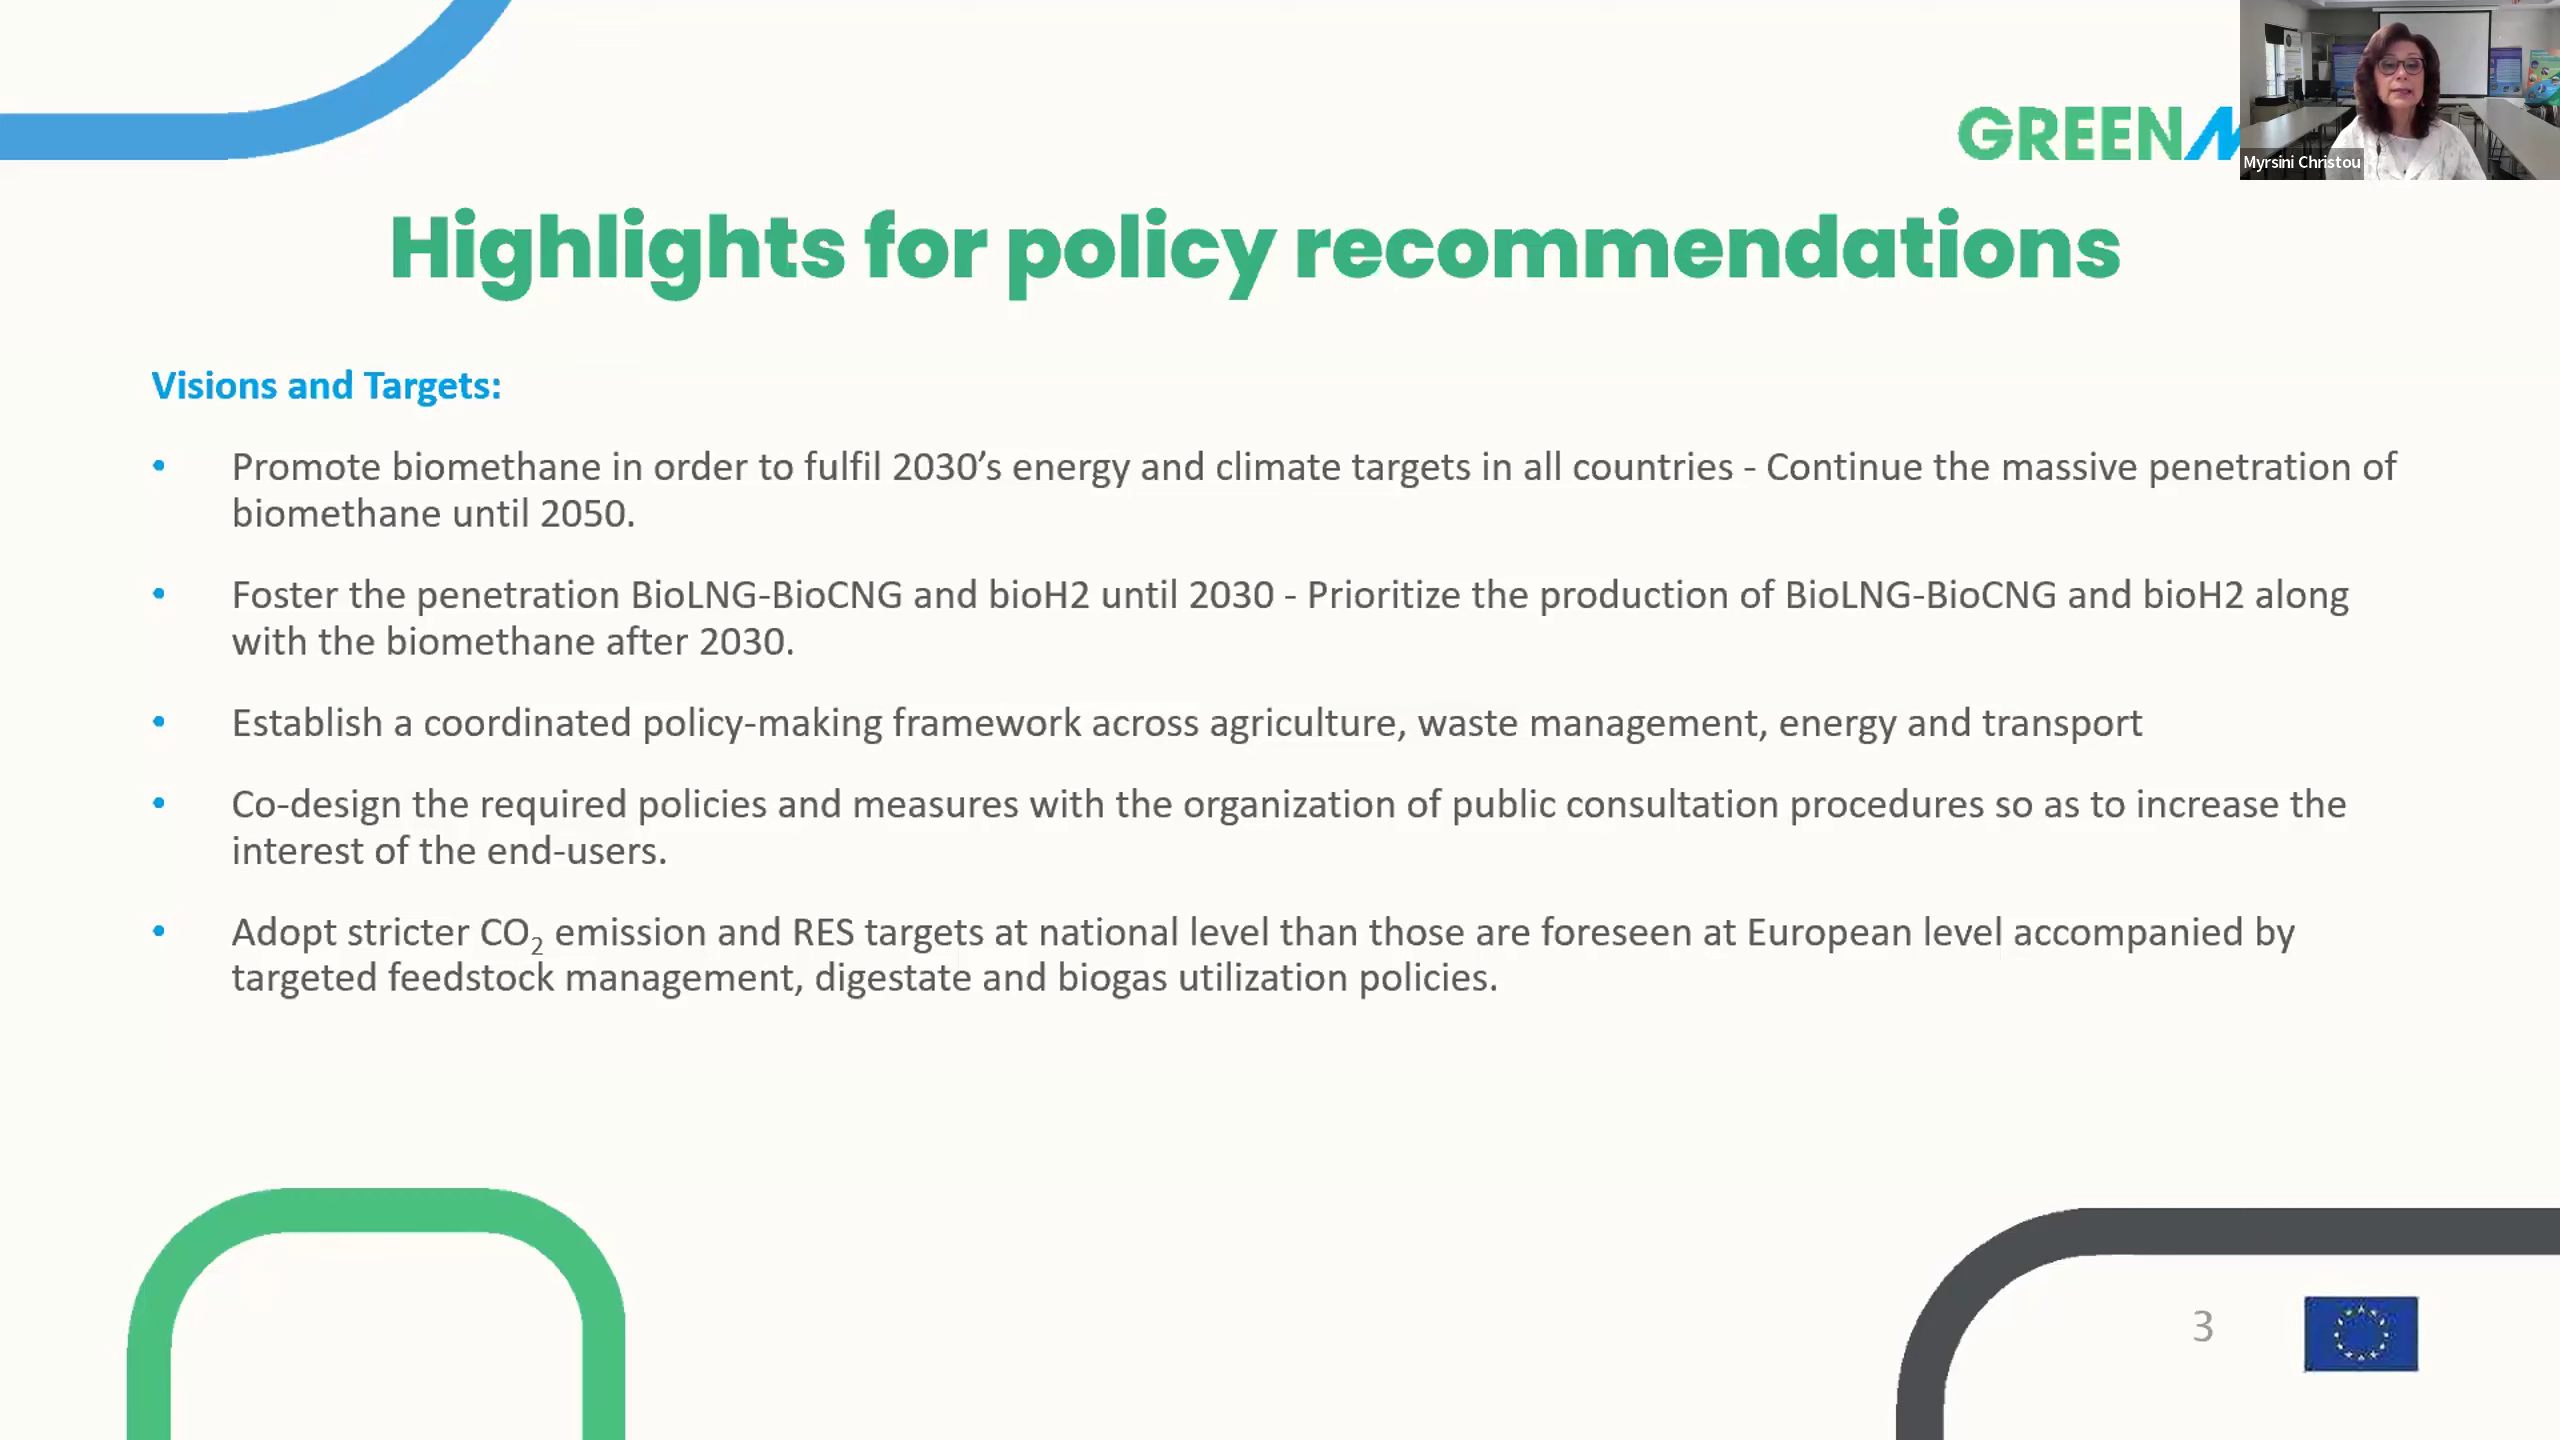 GREENM
Myrsini Christou
Highlights for policy recommendations
Visions and Targets:
• Promote biomethane in order to fulfil 2030’s energy and climate targets in all countries - Continue the massive penetration of
biomethane until 2050.
• Foster the penetration BioLNG-BioCNG and bioH2 until 2030 - Prioritize the production of BioLNG-BioCNG and bioH2 along
with the biomethane after 2030.
• Establish a coordinated policy-making framework across agriculture, waste management, energy and transport
• Co-design the required policies and measures with the organization of public consultation procedures so as to increase the
interest of the end-users.
• Adopt stricter CO₂ emission and RES targets at national level than those are foreseen at European level accompanied by
targeted feedstock management, digestate and biogas utilization policies.
3